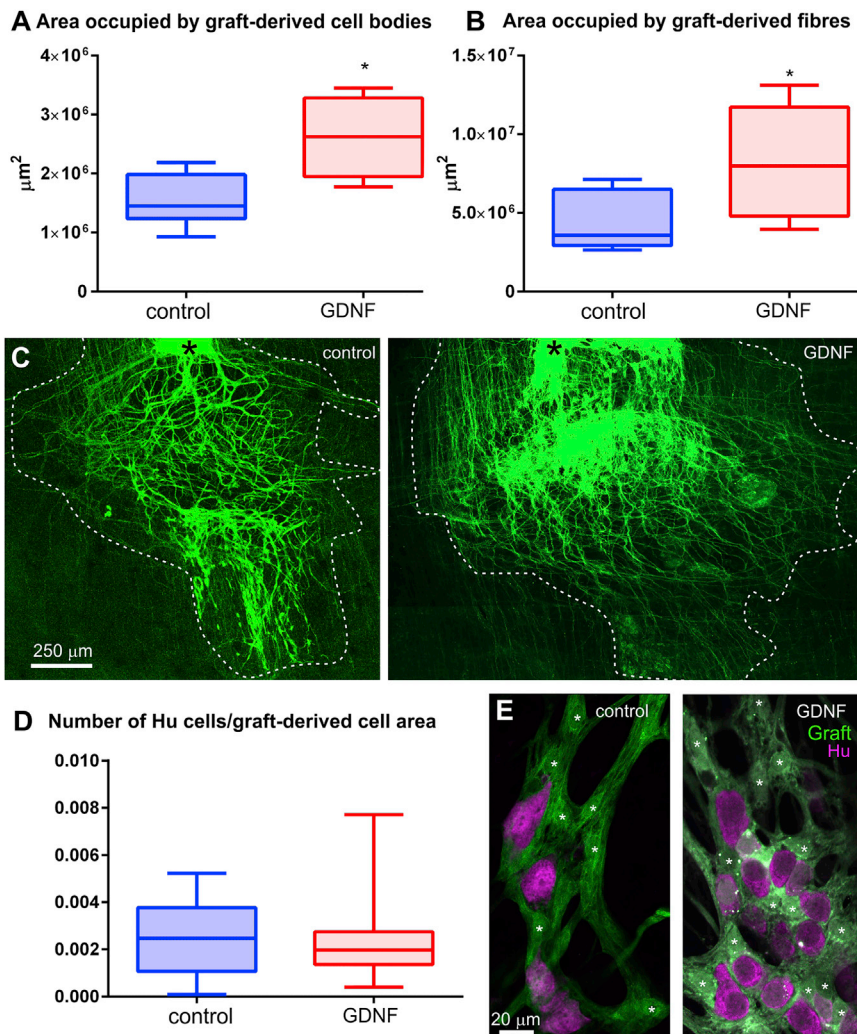 A Area occupied by graft-derived cell bodies
4×10⁶
3×10⁶
2×10⁶
1×10⁶
0
μm²
*
control
GDNF
B Area occupied by graft-derived fibres
1.5×10⁷
1.0×10⁷
5.0×10⁶
0
μm²
*
control
GDNF
C
*
control
250 μm
*
GDNF
D Number of Hu cells/graft-derived cell area
0.010
0.008
0.006
0.004
0.002
0.000
control
GDNF
E
control
20 μm
GDNF
Graft
Hu